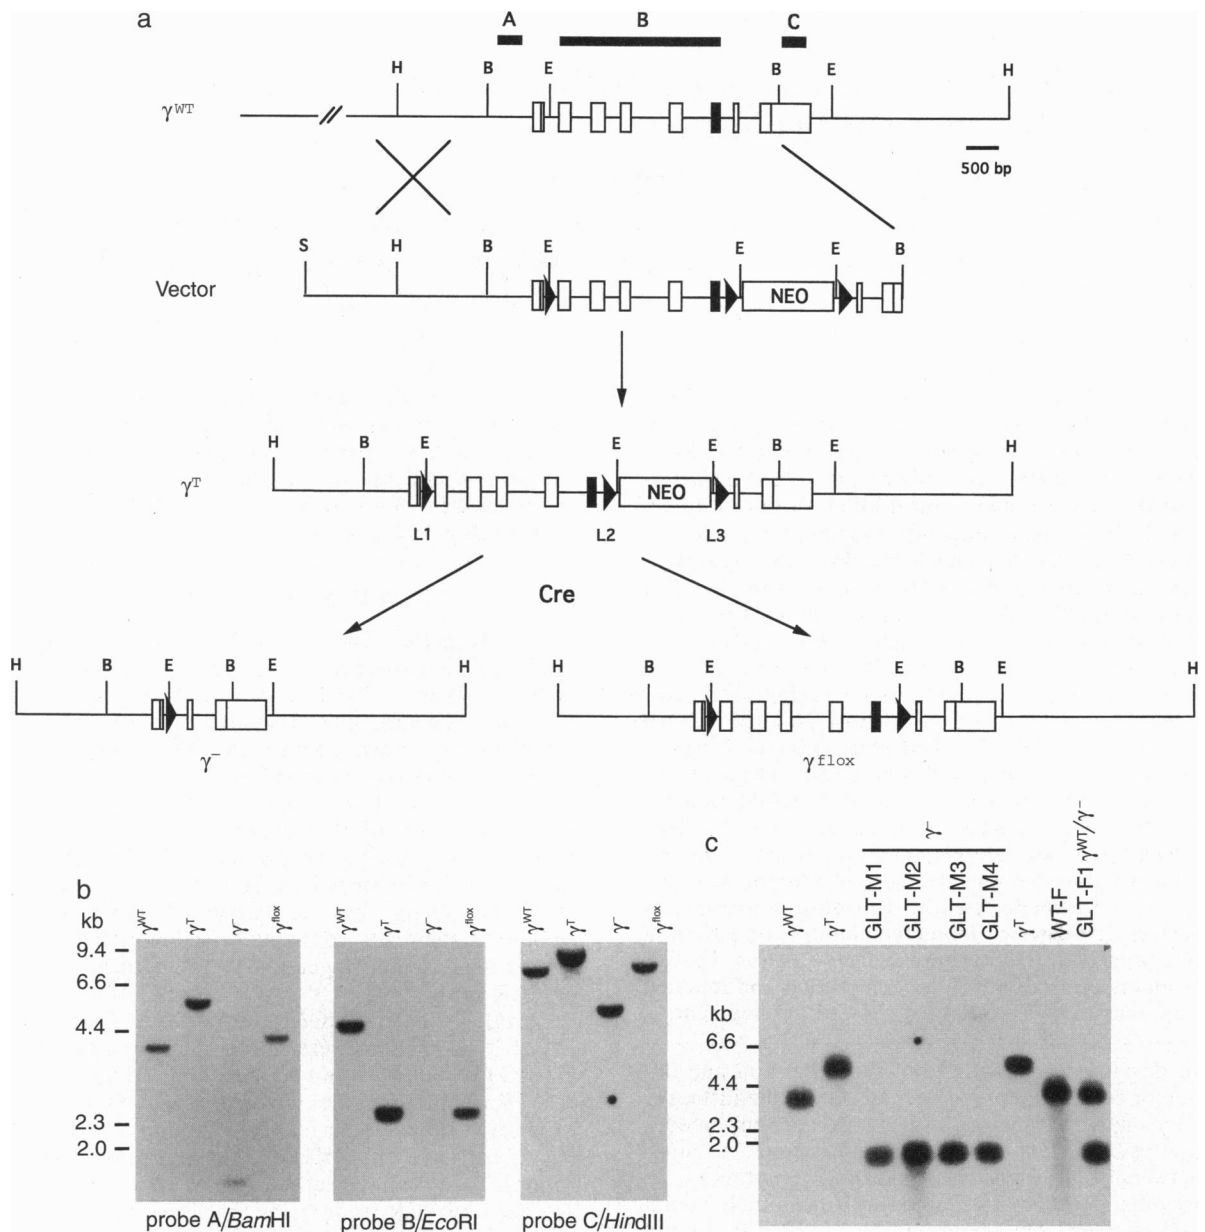 a
A B C
H B E B E H
γWT
500 bp
S H B E E E B
Vector
NEO
H B E E E B E H
γT
NEO
L1 L2 L3
Cre
H B E B E H
H B E E B E H
γ−
γflox
b
kb
γWT γT γ− γflox
γWT γT γ− γflox
γWT γT γ− γflox
9.4
6.6
4.4
2.3
2.0
probe A/BamHI
probe B/EcoRI
probe C/HindIII
C
γ−
γWT γT GLT-M1 GLT-M2 GLT-M3 GLT-M4 γT WT-F GLT-F1 γWT/γ−
kb
6.6
4.4
2.3
2.0